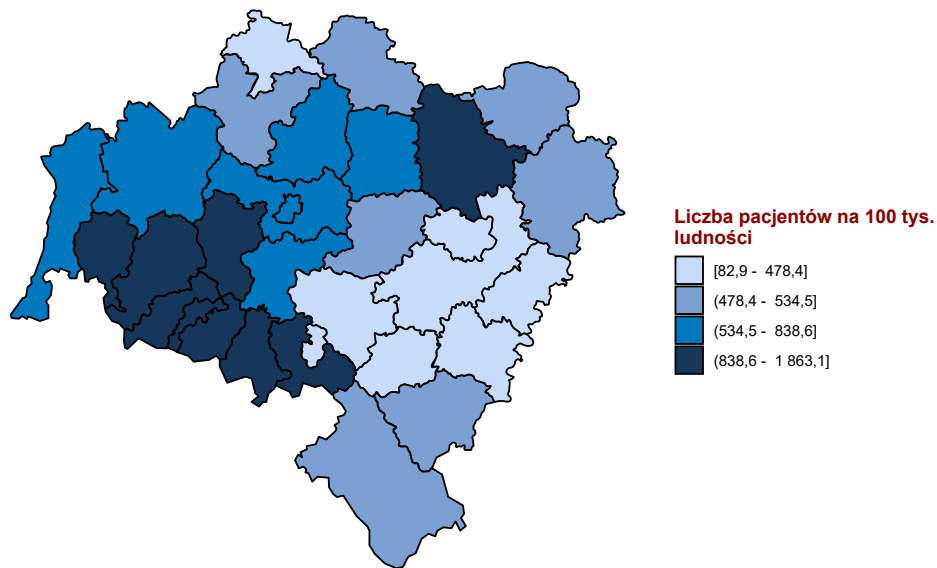 Liczba pacjentów na 100 tys.
ludności
[82,9 - 478,4]
(478,4 - 534,5]
(534,5 - 838,6]
(838,6 - 1 863,1]